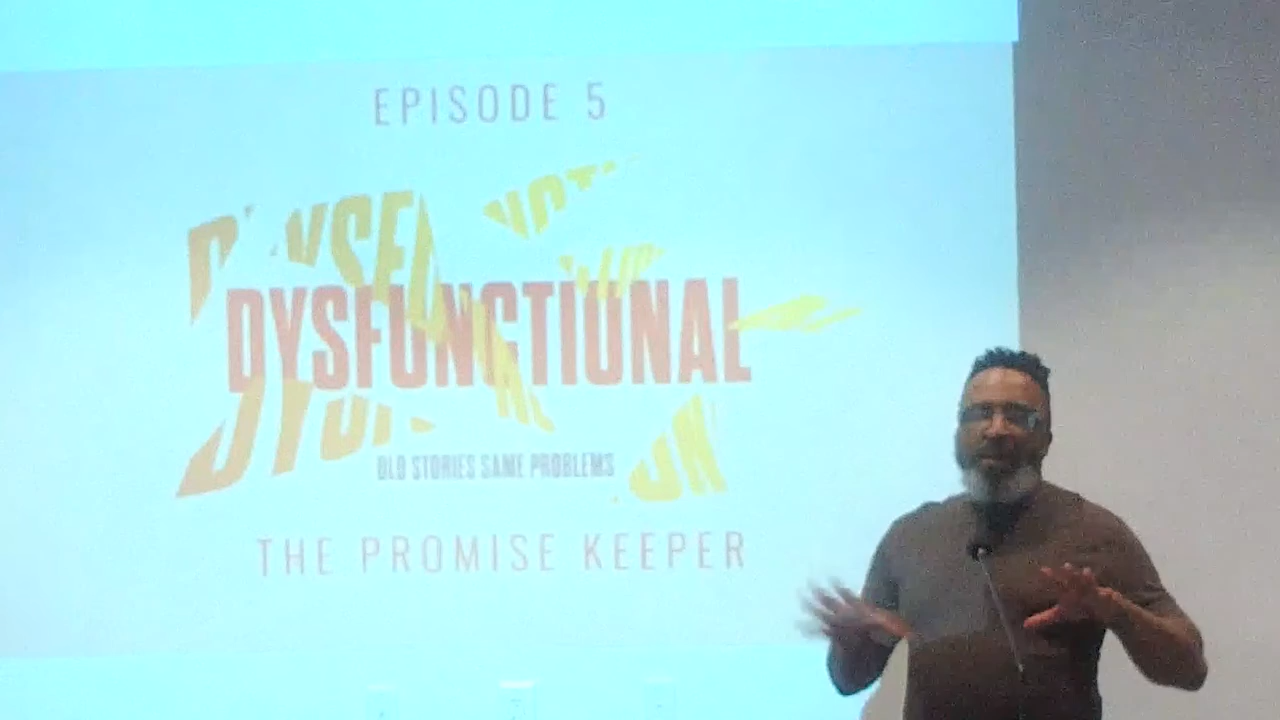 EPISODE 5
DYSFUNCTIONAL
OLD STORIES SAME PROBLEMS
THE PROMISE KEEPER